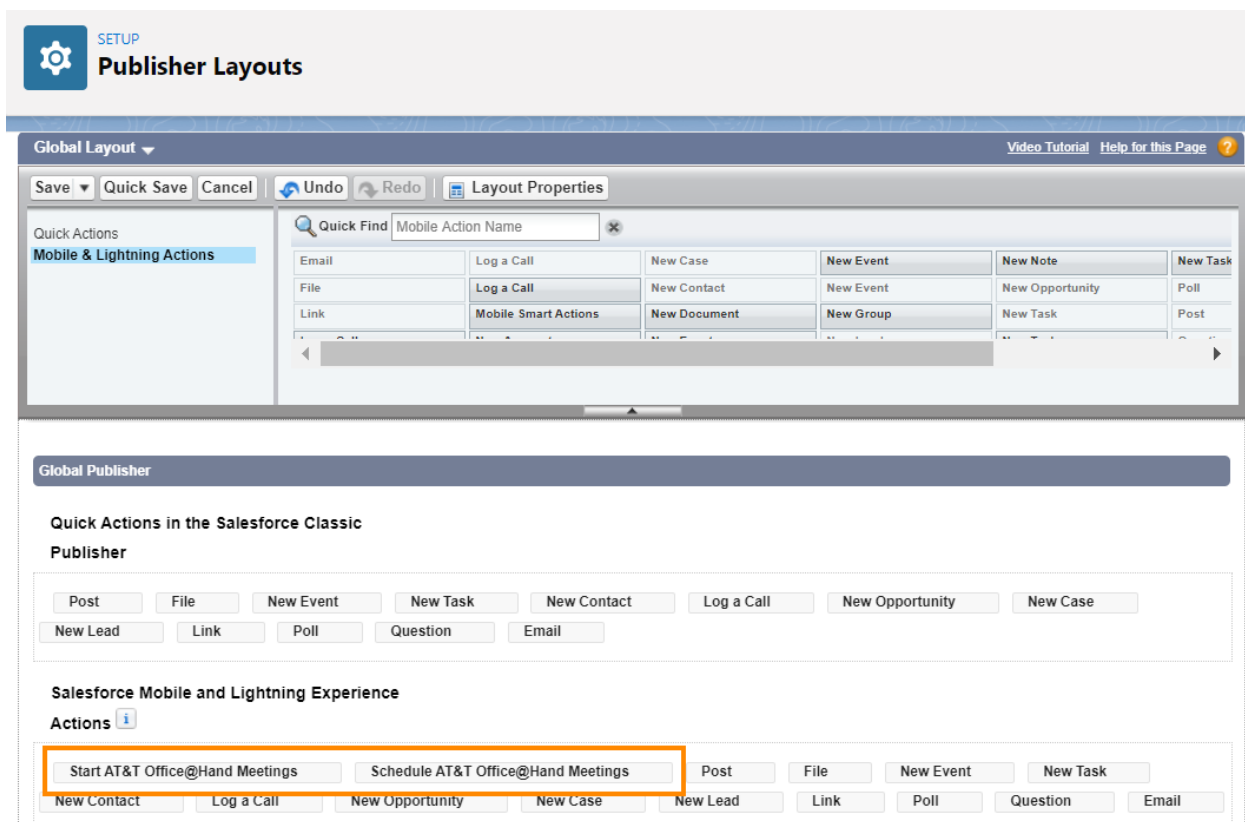 SETUP
Publisher Layouts
Global Layout
Video Tutorial Help for this Page ?
Save Quick Save Cancel Undo Redo Layout Properties
Quick Actions
Mobile & Lightning Actions
Quick Find Mobile Action Name
Email Log a Call New Case New Event New Note New Task
File Log a Call New Contact New Event New Opportunity Poll
Link Mobile Smart Actions New Document New Group New Task Post
Global Publisher
Quick Actions in the Salesforce Classic
Publisher
Post File New Event New Task New Contact Log a Call New Opportunity New Case
New Lead Link Poll Question Email
Salesforce Mobile and Lightning Experience
Actions i
Start AT&T Office@Hand Meetings Schedule AT&T Office@Hand Meetings Post File New Event New Task
New Contact Log a Call New Opportunity New Case New Lead Link Poll Question Email